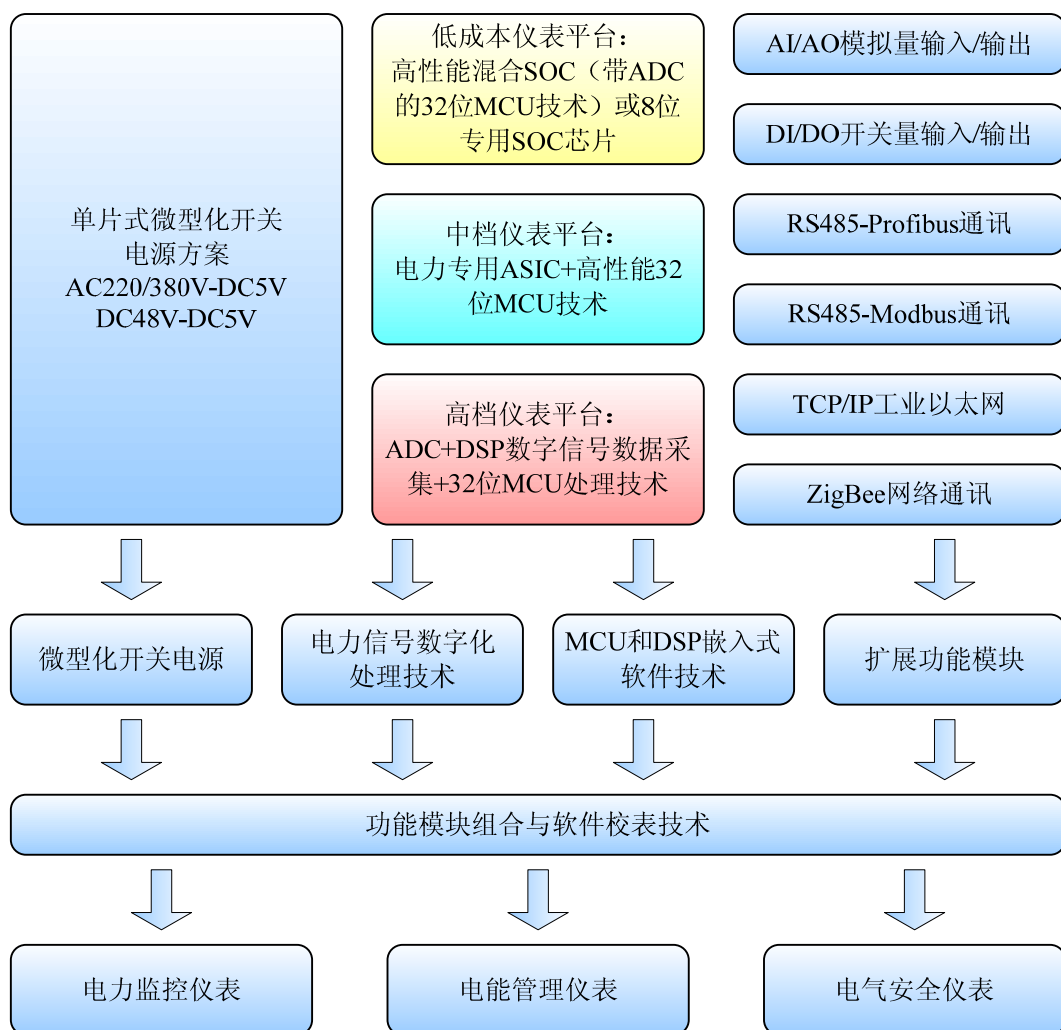 单片式微型化开关
电源方案
AC220/380V-DC5V
DC48V-DC5V
低成本仪表平台：
高性能混合SOC（带ADC
的32位MCU技术）或8位
专用SOC芯片
中档仪表平台：
电力专用ASIC+高性能32
位MCU技术
高档仪表平台：
ADC+DSP数字信号数据采
集+32位MCU处理技术
AI/AO模拟量输入/输出
DI/DO开关量输入/输出
RS485-Profibus通讯
RS485-Modbus通讯
TCP/IP工业以太网
ZigBee网络通讯
微型化开关电源
电力信号数字化
处理技术
MCU和DSP嵌入式
软件技术
扩展功能模块
功能模块组合与软件校表技术
电力监控仪表
电能管理仪表
电气安全仪表